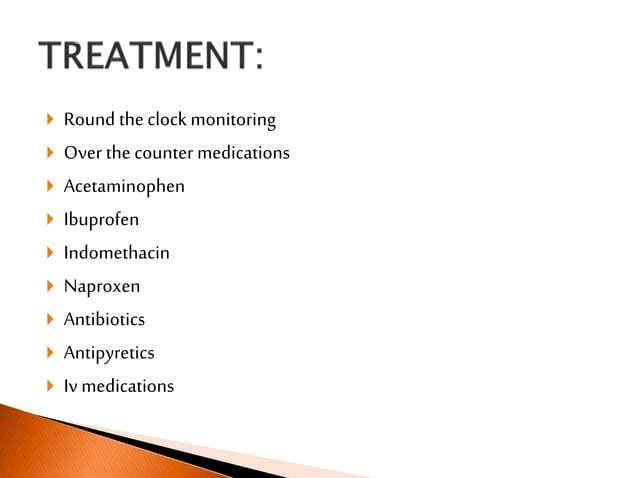 TREATMENT:
Round the clock monitoring
Over the counter medications
Acetaminophen
Ibuprofen
Indomethacin
Naproxen
Antibiotics
Antipyretics
Iv medications